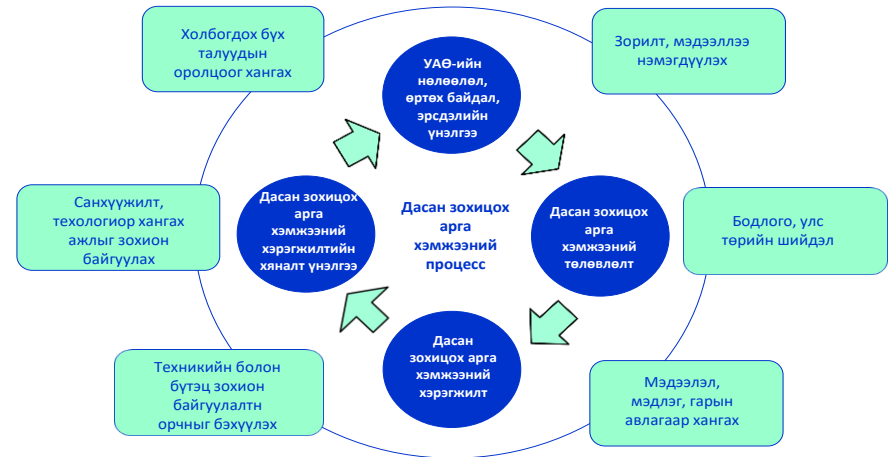 Холбогдох бүх
талуудын
оролцоог хангах
УАӨ-ийн
нөлөөлөл,
өртөх байдал,
эрсдэлийн
үнэлгээ
Зорилт, мэдээллээ
нэмэгдүүлэх
Санхүүжилт,
техологиор хангах
ажлыг зохион
байгуулах
Дасан зохицох
арга
хэмжээний
хэрэгжилтийн
хяналт үнэлгээ
Дасан зохицох
арга
хэмжээний
процесс
Дасан зохицох
арга
хэмжээний
төлөвлөлт
Бодлого, улс
төрийн шийдэл
Техникийн болон
бүтэц зохион
байгуулалтн
орчныг бэхүүлэх
Дасан
зохицох арга
хэмжээний
хэрэгжилт
Мэдээлэл,
мэдлэг, гарын
авлагаар хангах